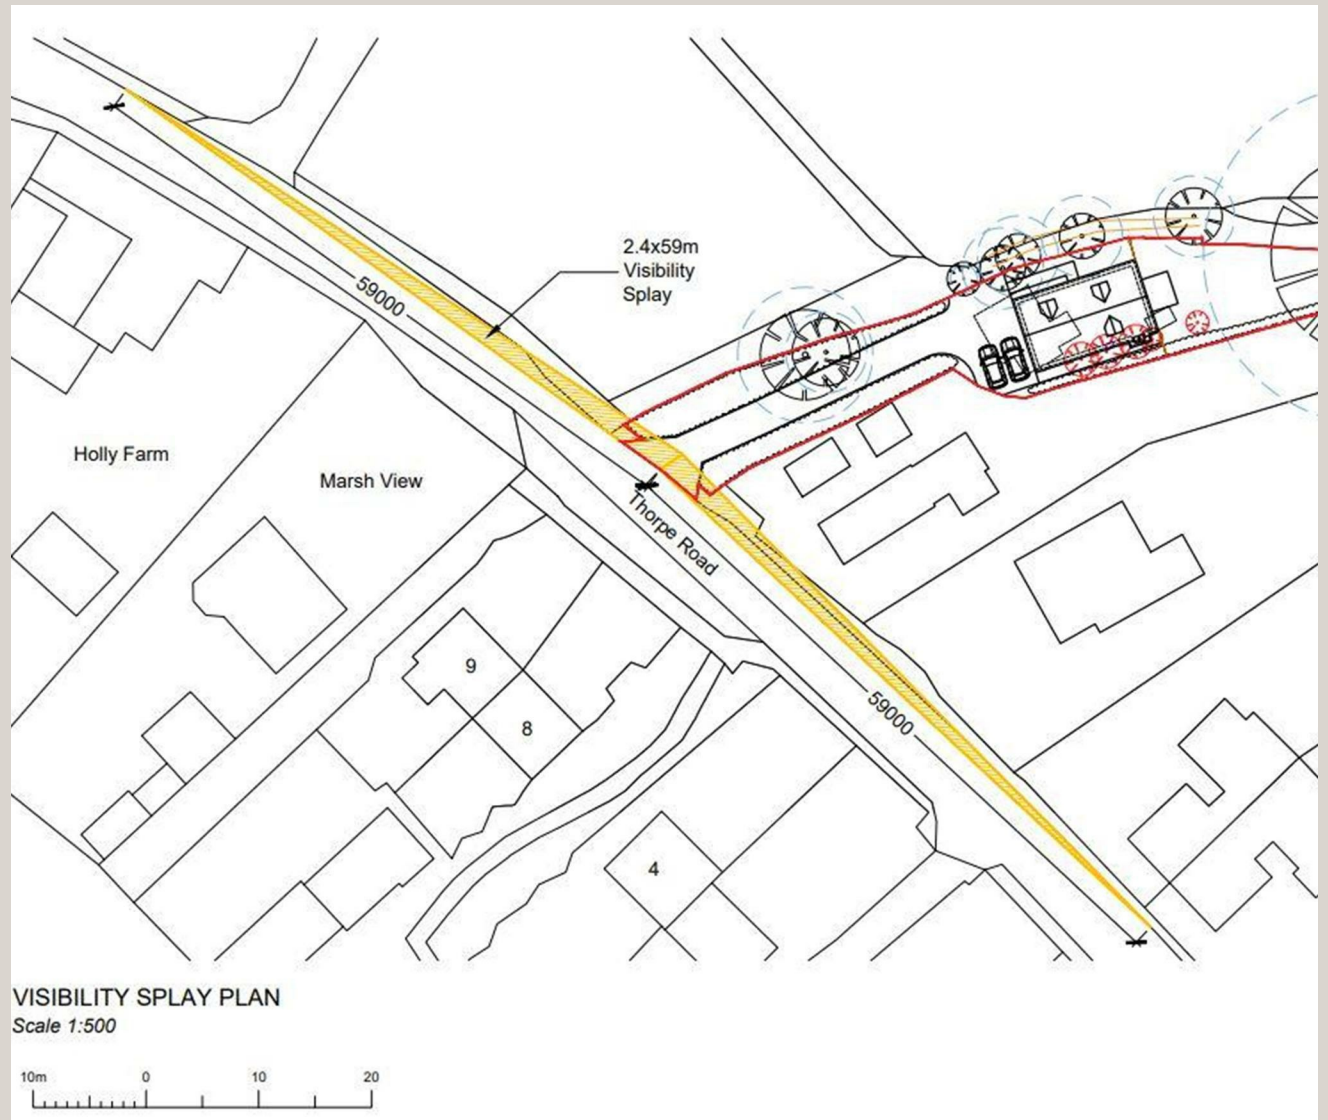 2.4x59m
Visibility
Splay
59000
Holly Farm
Marsh View
Thorpe Road
9
8
59000
4
VISIBILITY SPLAY PLAN
Scale 1:500
10m 0 10 20